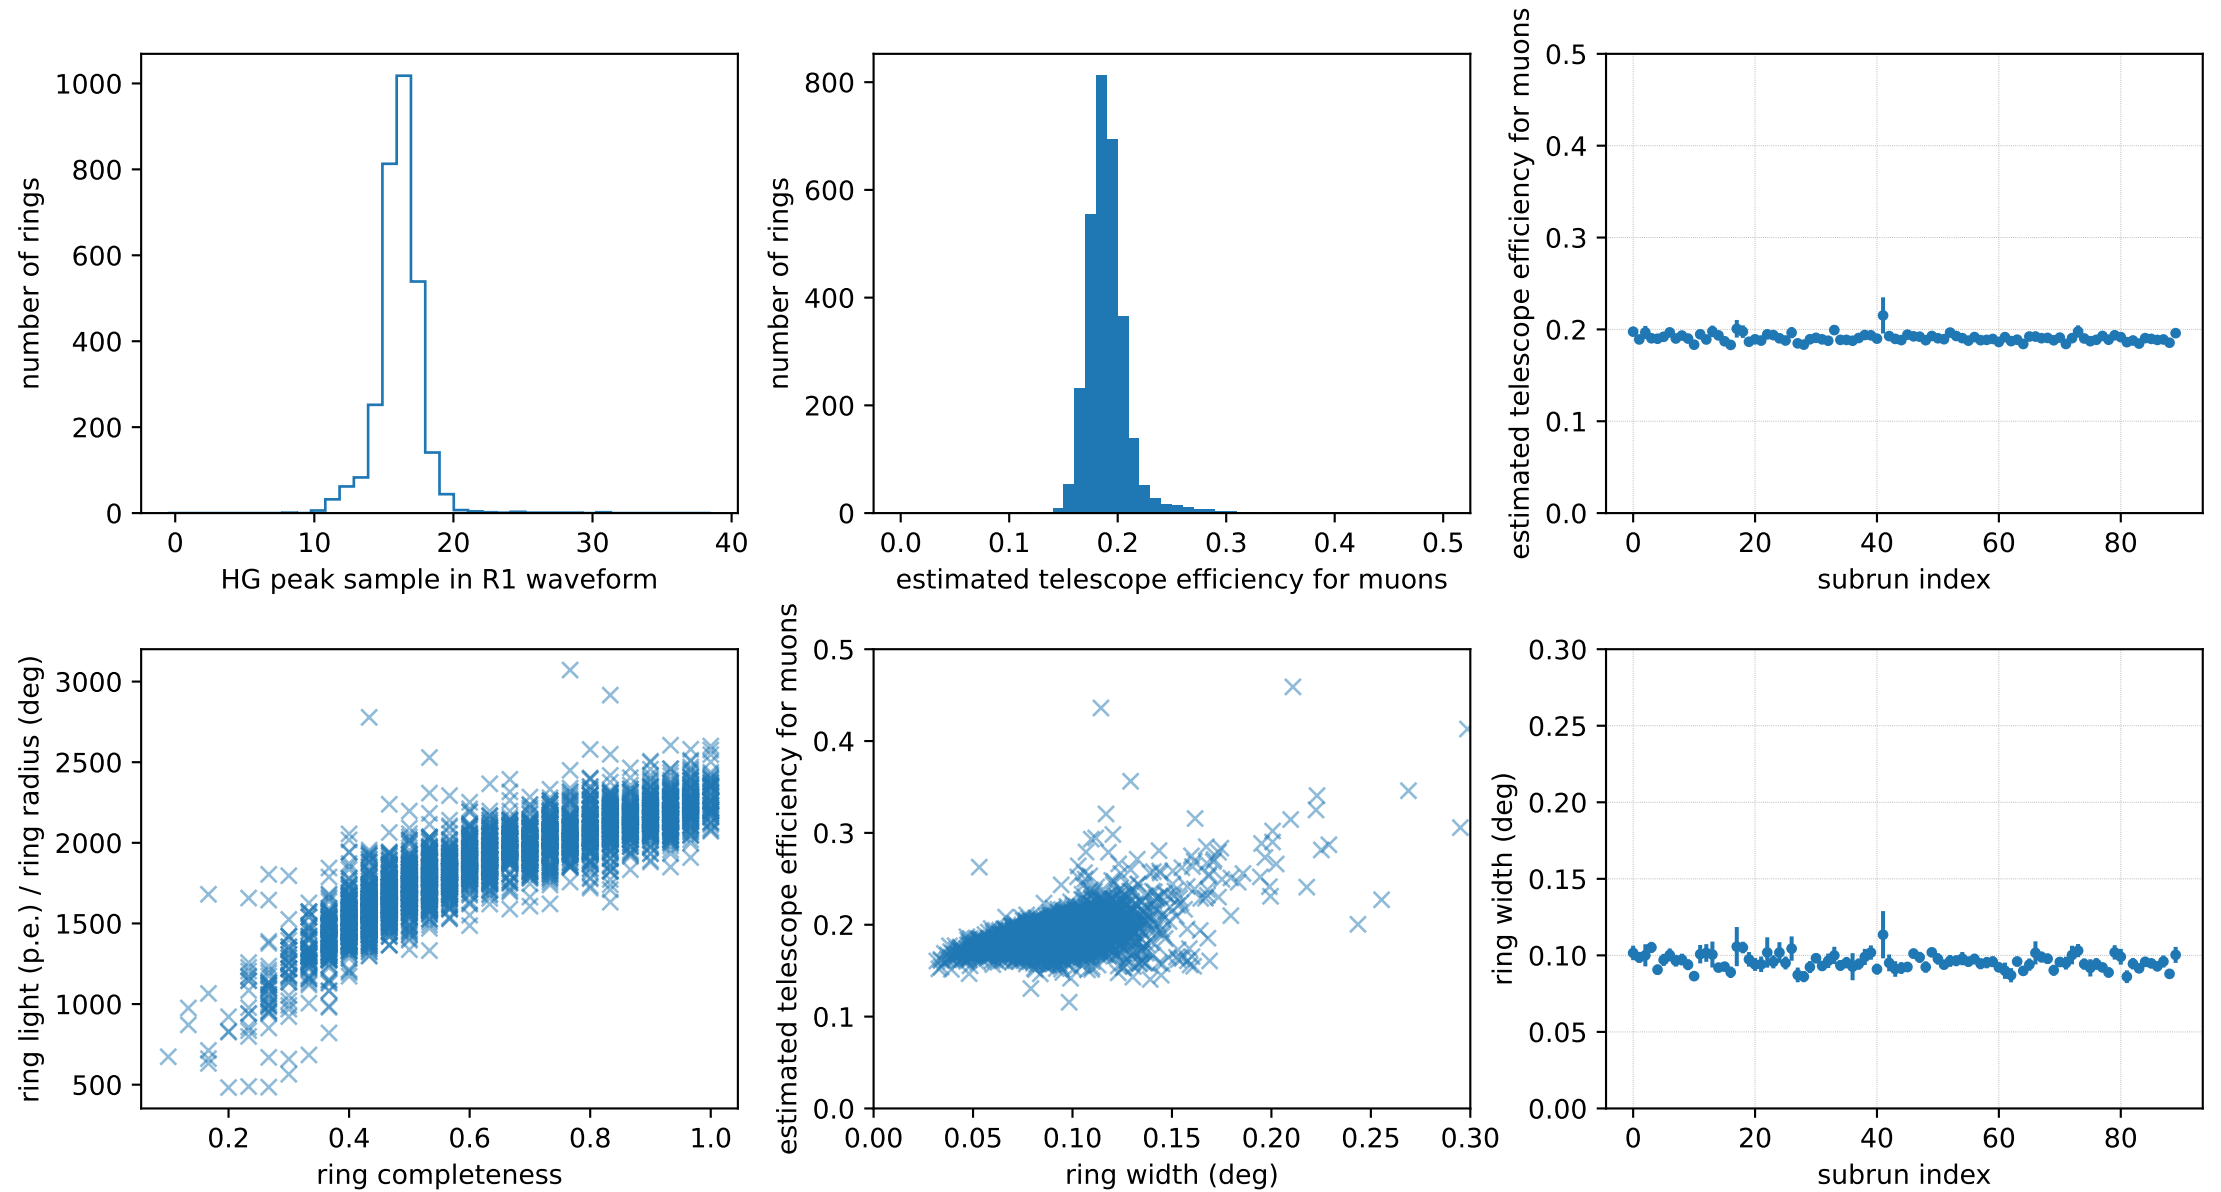 number of rings
1000
800
600
400
200
0
0 10 20 30 40
HG peak sample in R1 waveform
number of rings
800
600
400
200
0
0.0 0.1 0.2 0.3 0.4 0.5
estimated telescope efficiency for muons
estimated telescope efficiency for muons
0.5
0.4
0.3
0.2
0.1
0.0
0 20 40 60 80
subrun index
ring light (p.e.) / ring radius (deg)
3000
2500
2000
1500
1000
500
0.2 0.4 0.6 0.8 1.0
ring completeness
estimated telescope efficiency for muons
0.5
0.4
0.3
0.2
0.1
0.0
0.00 0.05 0.10 0.15 0.20 0.25 0.30
ring width (deg)
ring width (deg)
0.30
0.25
0.20
0.15
0.10
0.05
0.00
0 20 40 60 80
subrun index